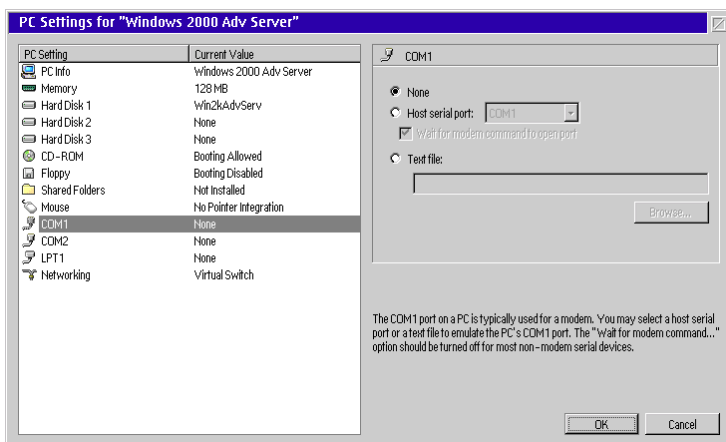 PC Settings for "Windows 2000 Adv Server"
PC Setting Current Value
PC Info Windows 2000 Adv Server
Memory 128 MB
Hard Disk 1 Win2kAdvServ
Hard Disk 2 None
Hard Disk 3 None
CD-ROM Booting Allowed
Floppy Booting Disabled
Shared Folders Not Installed
Mouse No Pointer Integration
COM1 None
COM2 None
LPT1 None
Networking Virtual Switch
COM1
None
Host serial port: COM1
Wait for modem command to open port
Text file:
Browse...
The COM1 port on a PC is typically used for a modem. You may select a host serial
port or a text file to emulate the PC's COM1 port. The "Wait for modem command..."
option should be turned off for most non-modem serial devices.
OK Cancel